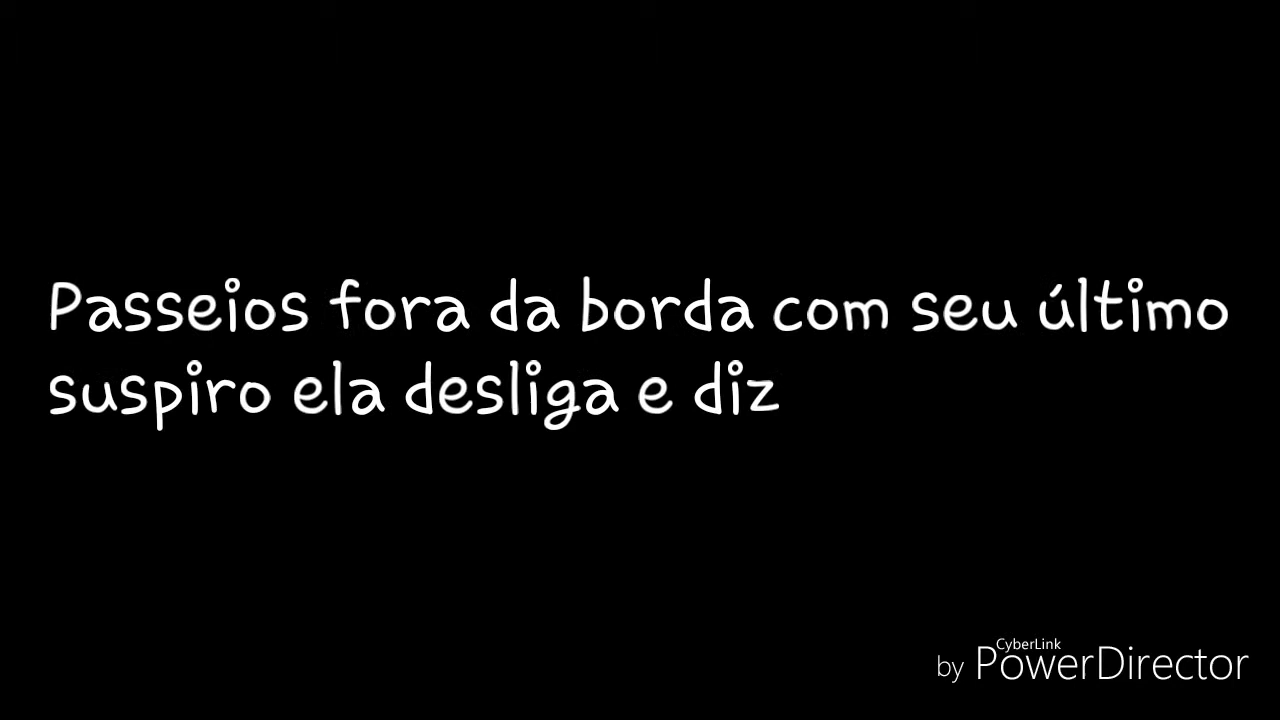 Passeios fora da borda com seu último
suspiro ela desliga e diz
by CyberLink PowerDirector